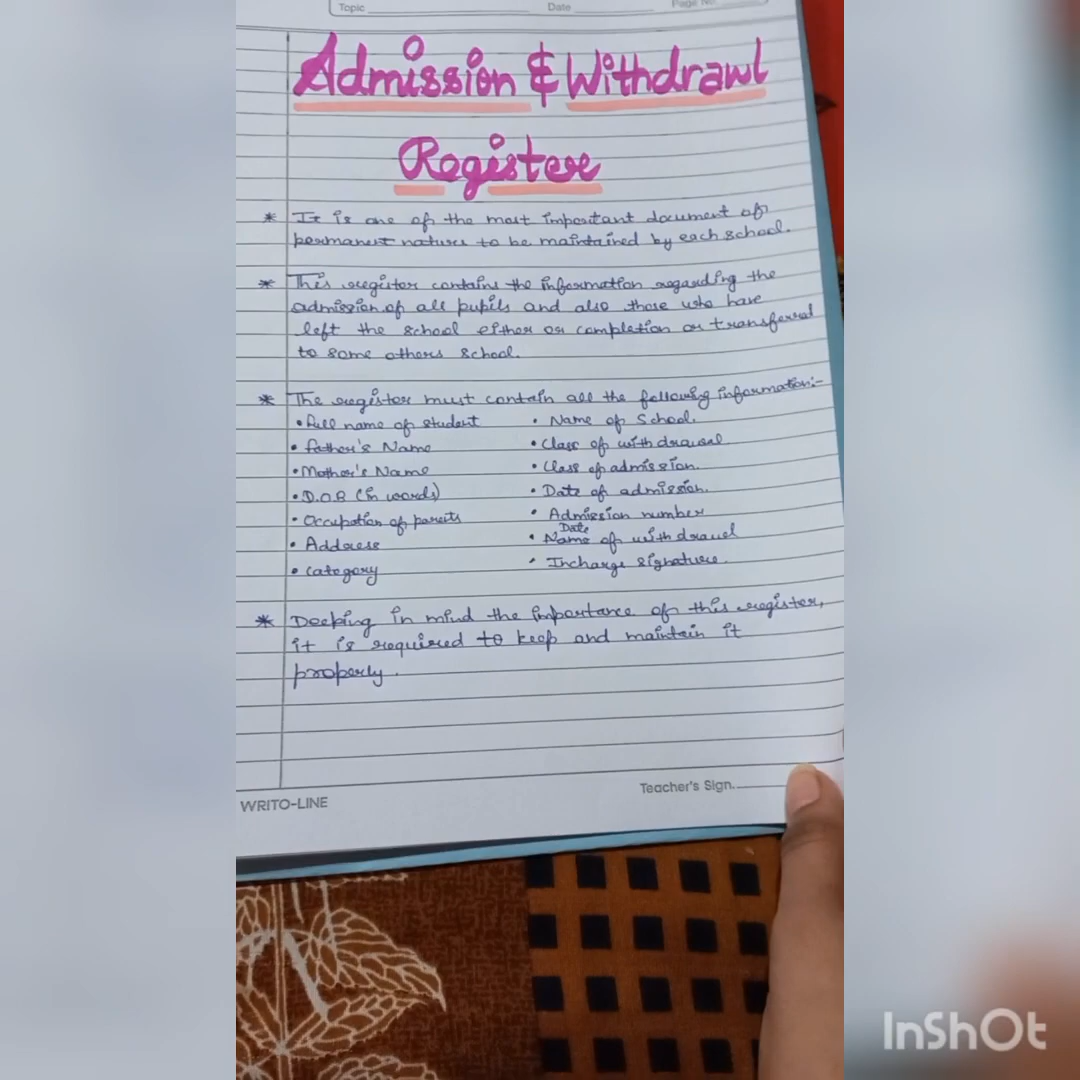 Topic
Date
Page No.
Admission & Withdrawl
Register
* It is one of the most important document of
permanent nature to be maintained by each school.
* This register contains the information regarding the
admission of all pupils and also those who have
left the school either or completion or transferred
to some others school.
* The register must contain all the following information:-
• Full name of student
• Father's Name
• Mother's Name
• D.O.B (in words)
• Occupation of parents
• Address
• Category
• Name of School.
• Class of withdrawal
• Class of admission.
• Date of admission.
• Admission number
Date
• Name of withdrawal
• Incharge signature.
* Deeping in mind the importance of this register,
it is required to keep and maintain it
properly.
Teacher's Sign.
WRITO-LINE
InShOt